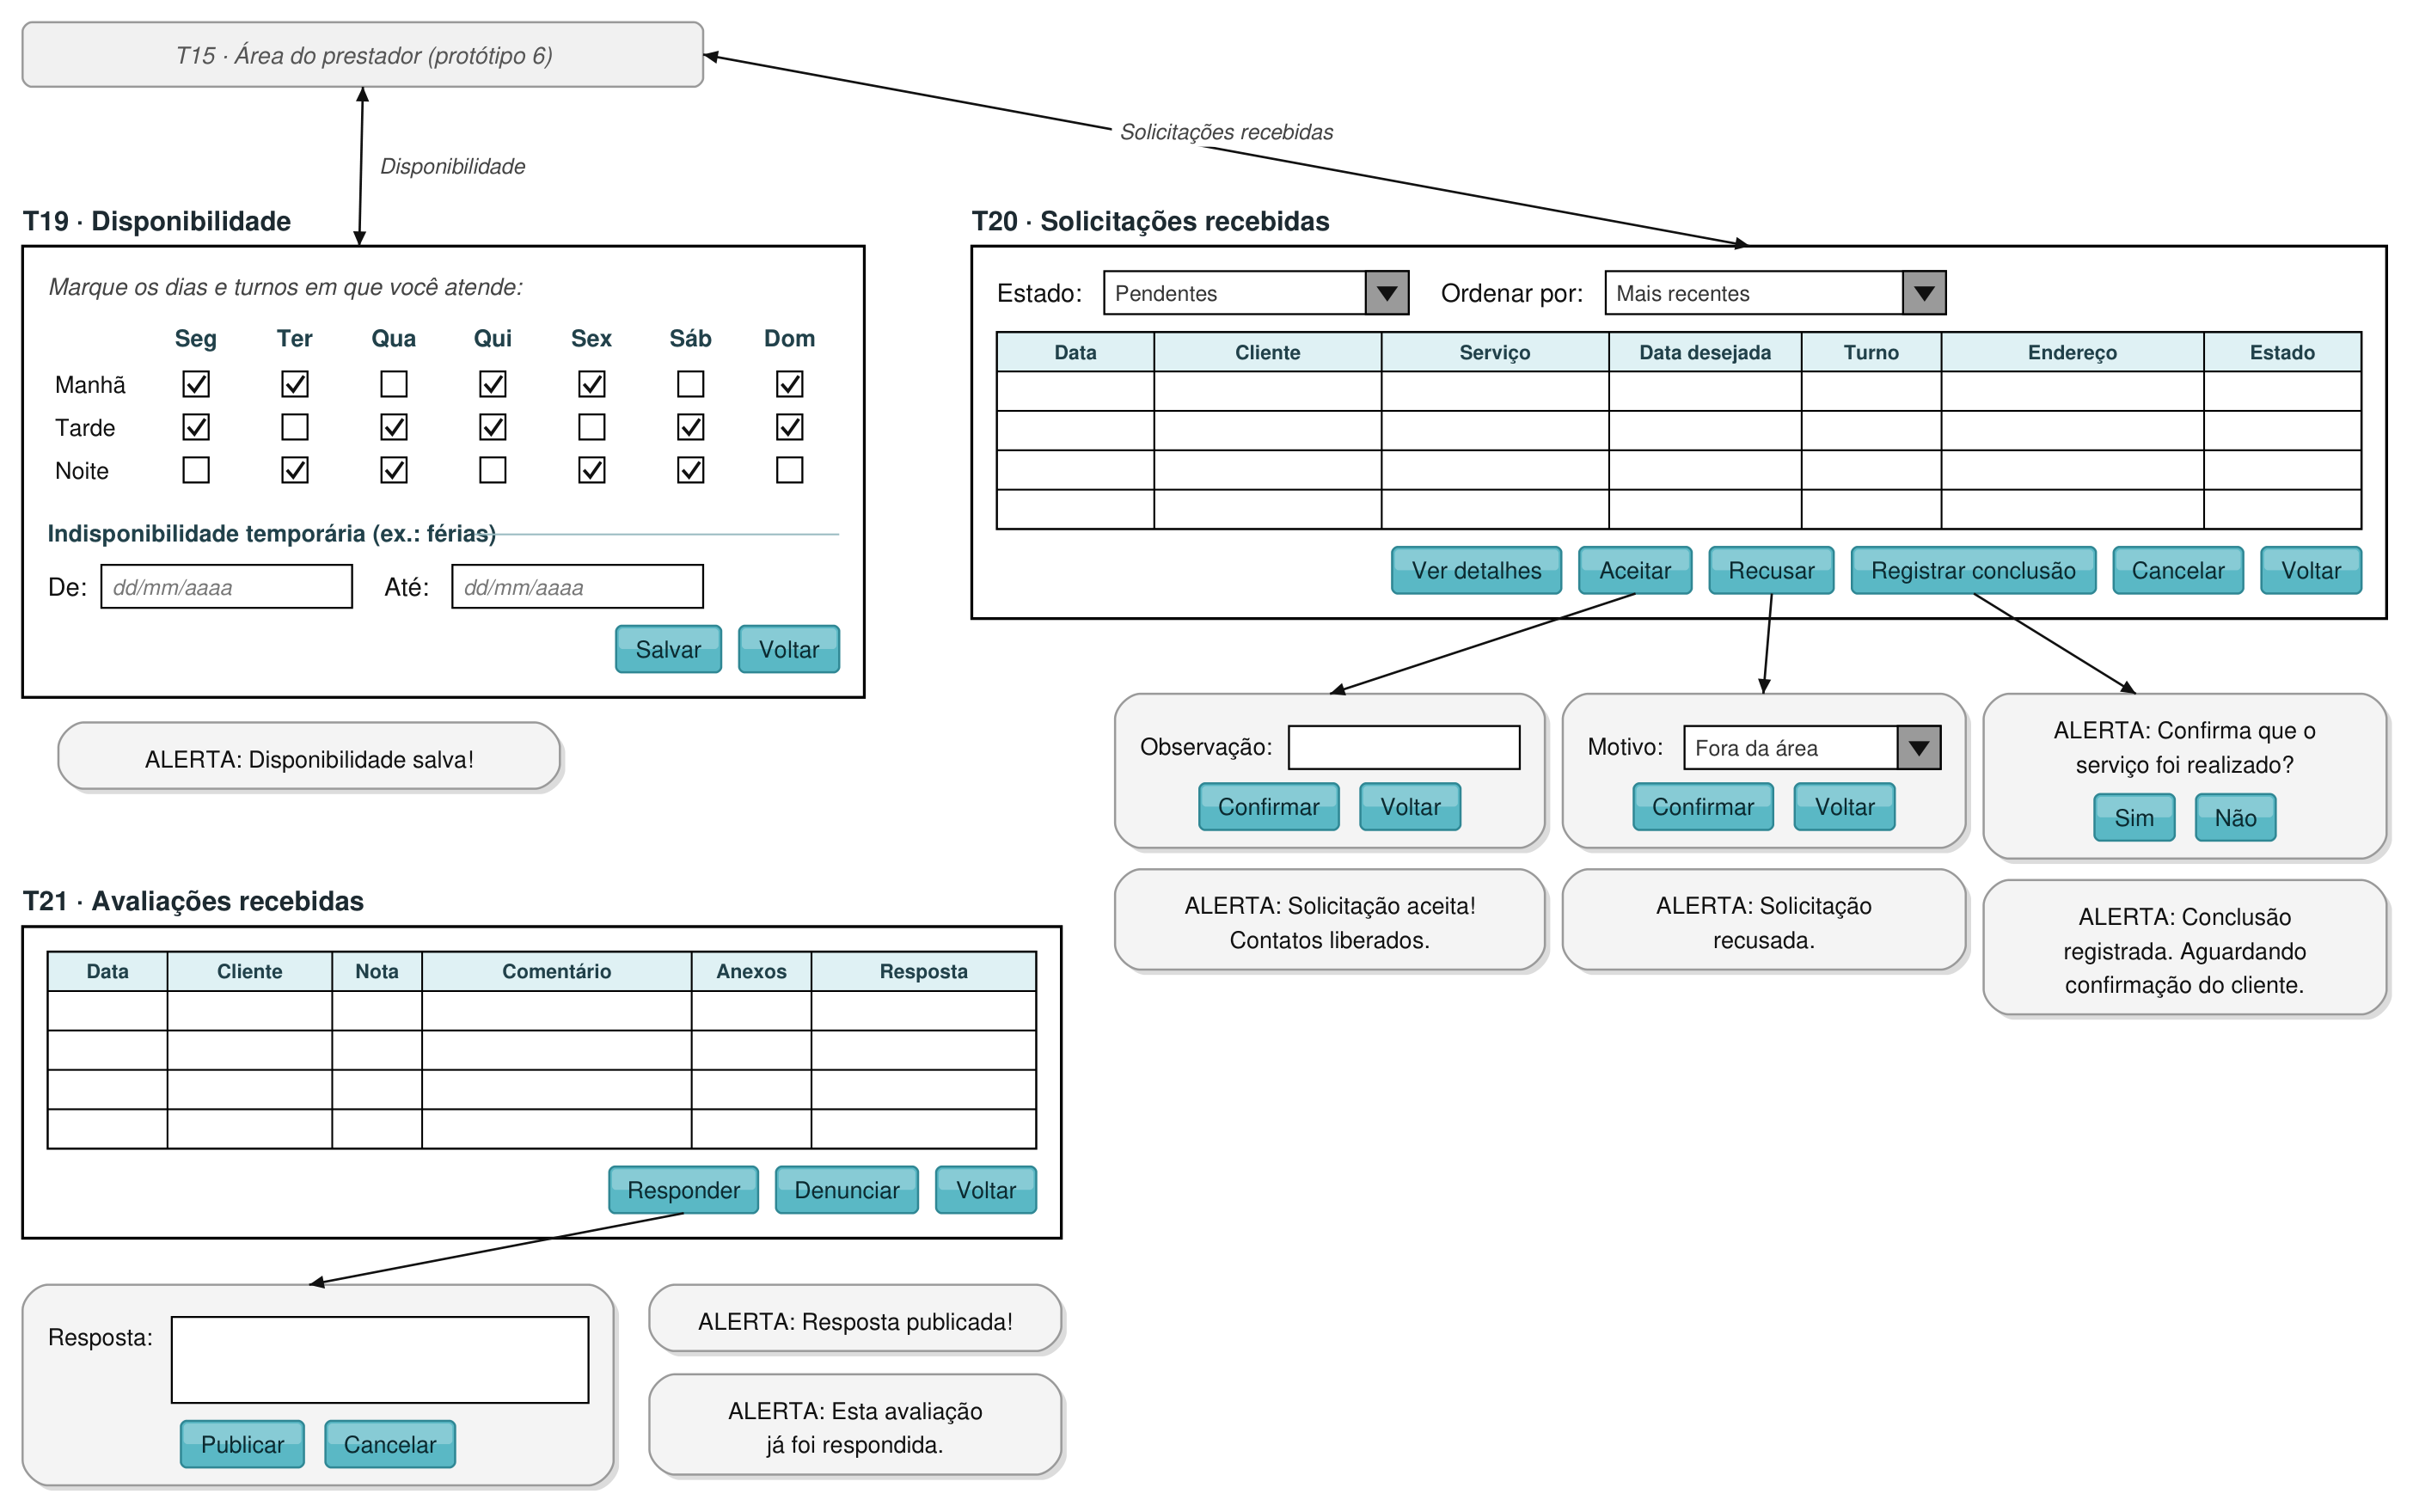 T15 · Área do prestador (protótipo 6)
Solicitações recebidas
Disponibilidade
T19 · Disponibilidade
Marque os dias e turnos em que você atende:
Seg Ter Qua Qui Sex Sáb Dom
Manhã
Tarde
Noite
Indisponibilidade temporária (ex.: férias)
De: dd/mm/aaaa Até: dd/mm/aaaa
Salvar Voltar
ALERTA: Disponibilidade salva!
T20 · Solicitações recebidas
Estado: Pendentes Ordenar por: Mais recentes
Data Cliente Serviço Data desejada Turno Endereço Estado
Ver detalhes Aceitar Recusar Registrar conclusão Cancelar Voltar
Observação:
Confirmar Voltar
ALERTA: Solicitação aceita!
Contatos liberados.
Motivo: Fora da área
Confirmar Voltar
ALERTA: Solicitação
recusada.
ALERTA: Confirma que o
serviço foi realizado?
Sim Não
ALERTA: Conclusão
registrada. Aguardando
confirmação do cliente.
T21 · Avaliações recebidas
Data Cliente Nota Comentário Anexos Resposta
Responder Denunciar Voltar
Resposta:
Publicar Cancelar
ALERTA: Resposta publicada!
ALERTA: Esta avaliação
já foi respondida.